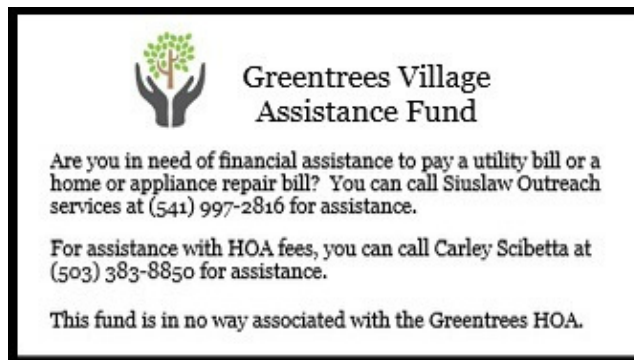 Greentrees Village
Assistance Fund
Are you in need of financial assistance to pay a utility bill or a
home or appliance repair bill?  You can call Siuslaw Outreach
services at (541) 997-2816 for assistance.
For assistance with HOA fees, you can call Carley Scibetta at
(503) 383-8850 for assistance.
This fund is in no way associated with the Greentrees HOA.